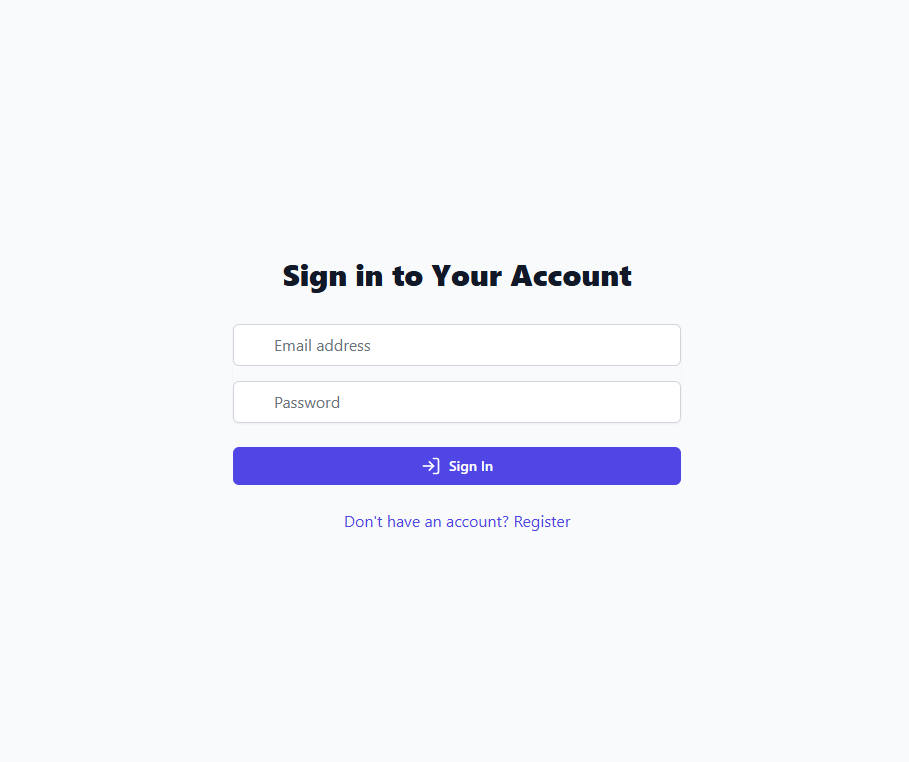 Sign in to Your Account
Email address
Password
Sign In
Don't have an account? Register